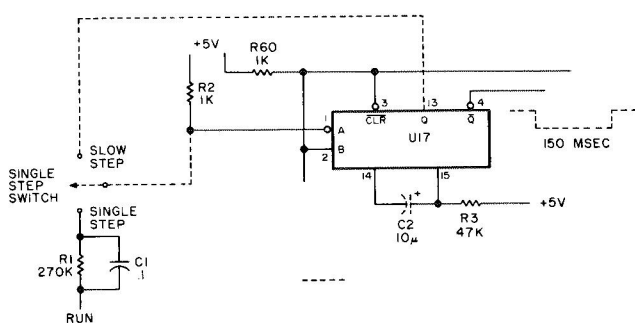 +5V
R60
1K
R2
1K
3
13
4
CLR
Q
Q
1
A
U17
2
B
14
15
150 MSEC
SLOW
STEP
SINGLE
STEP
SWITCH
SINGLE
STEP
+
C2
10μ
R3
47K
+5V
R1
270K
C1
.1
RUN